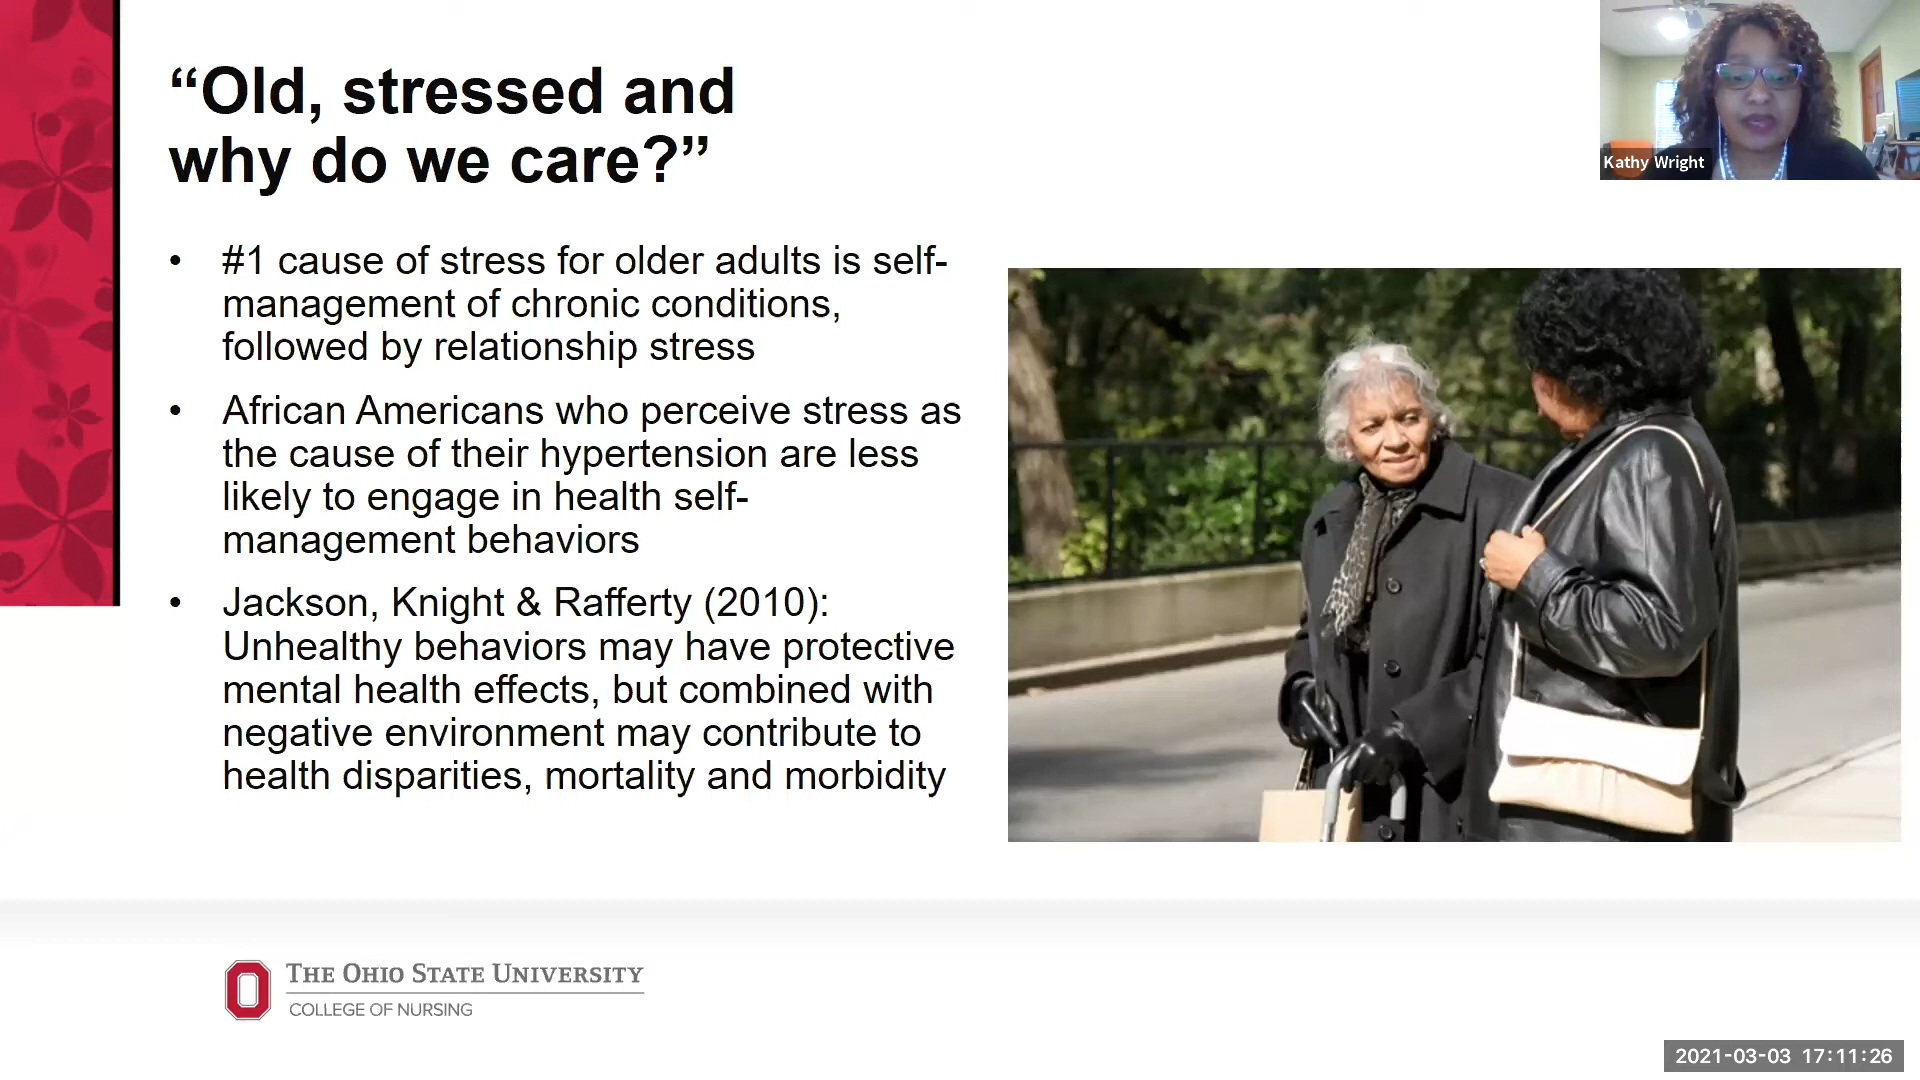 “Old, stressed and
why do we care?”
Kathy Wright
• #1 cause of stress for older adults is self-
management of chronic conditions,
followed by relationship stress
• African Americans who perceive stress as
the cause of their hypertension are less
likely to engage in health self-
management behaviors
• Jackson, Knight & Rafferty (2010):
Unhealthy behaviors may have protective
mental health effects, but combined with
negative environment may contribute to
health disparities, mortality and morbidity
THE OHIO STATE UNIVERSITY
COLLEGE OF NURSING
2021-03-03 17:11:26